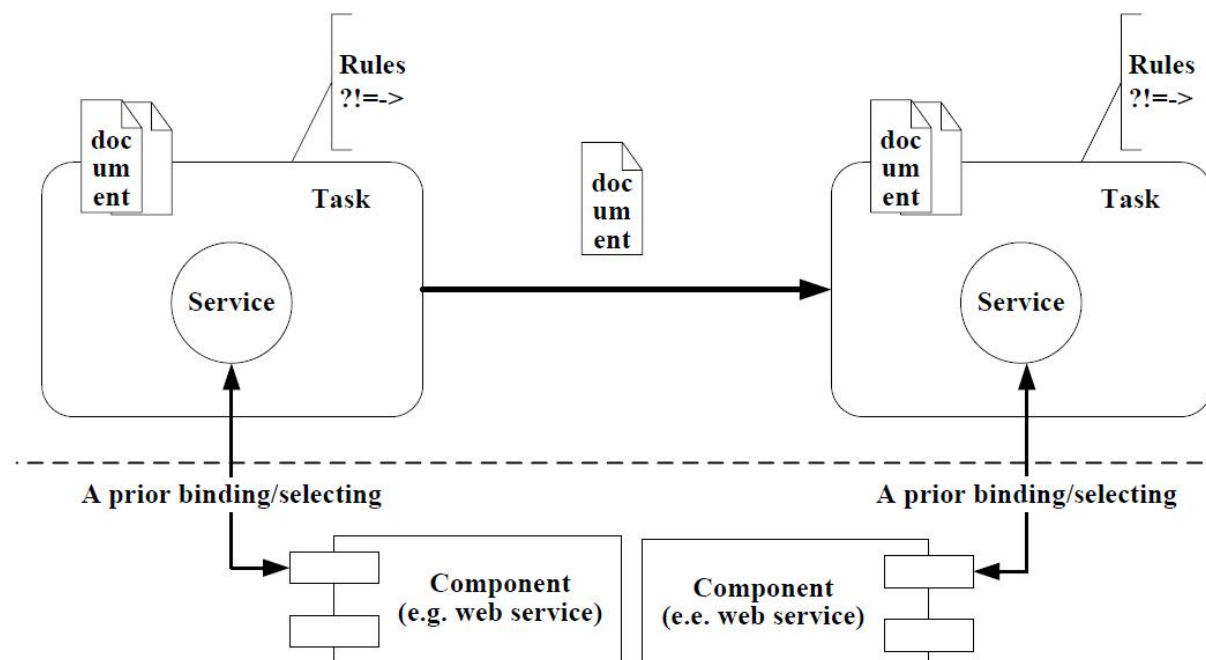 Rules
?!=->
doc
um
ent
Task
Service
doc
um
ent
Rules
?!=->
doc
um
ent
Task
Service
A prior binding/selecting
A prior binding/selecting
Component
(e.g. web service)
Component
(e.e. web service)